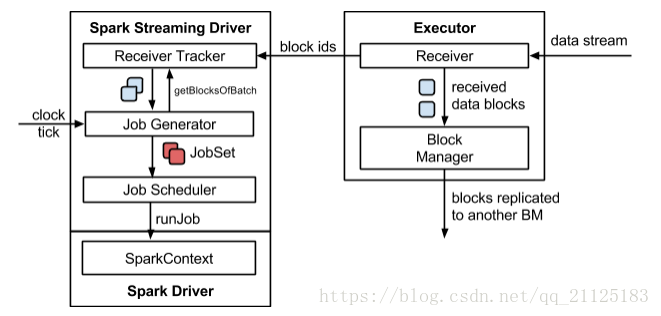 Spark Streaming Driver
Receiver Tracker
getBlocksOfBatch
clock
tick
Job Generator
JobSet
Job Scheduler
runJob
SparkContext
Spark Driver
block ids
Executor
Receiver
data stream
received
data blocks
Block
Manager
blocks replicated
to another BM
https://blog.csdn.net/qq_21125183